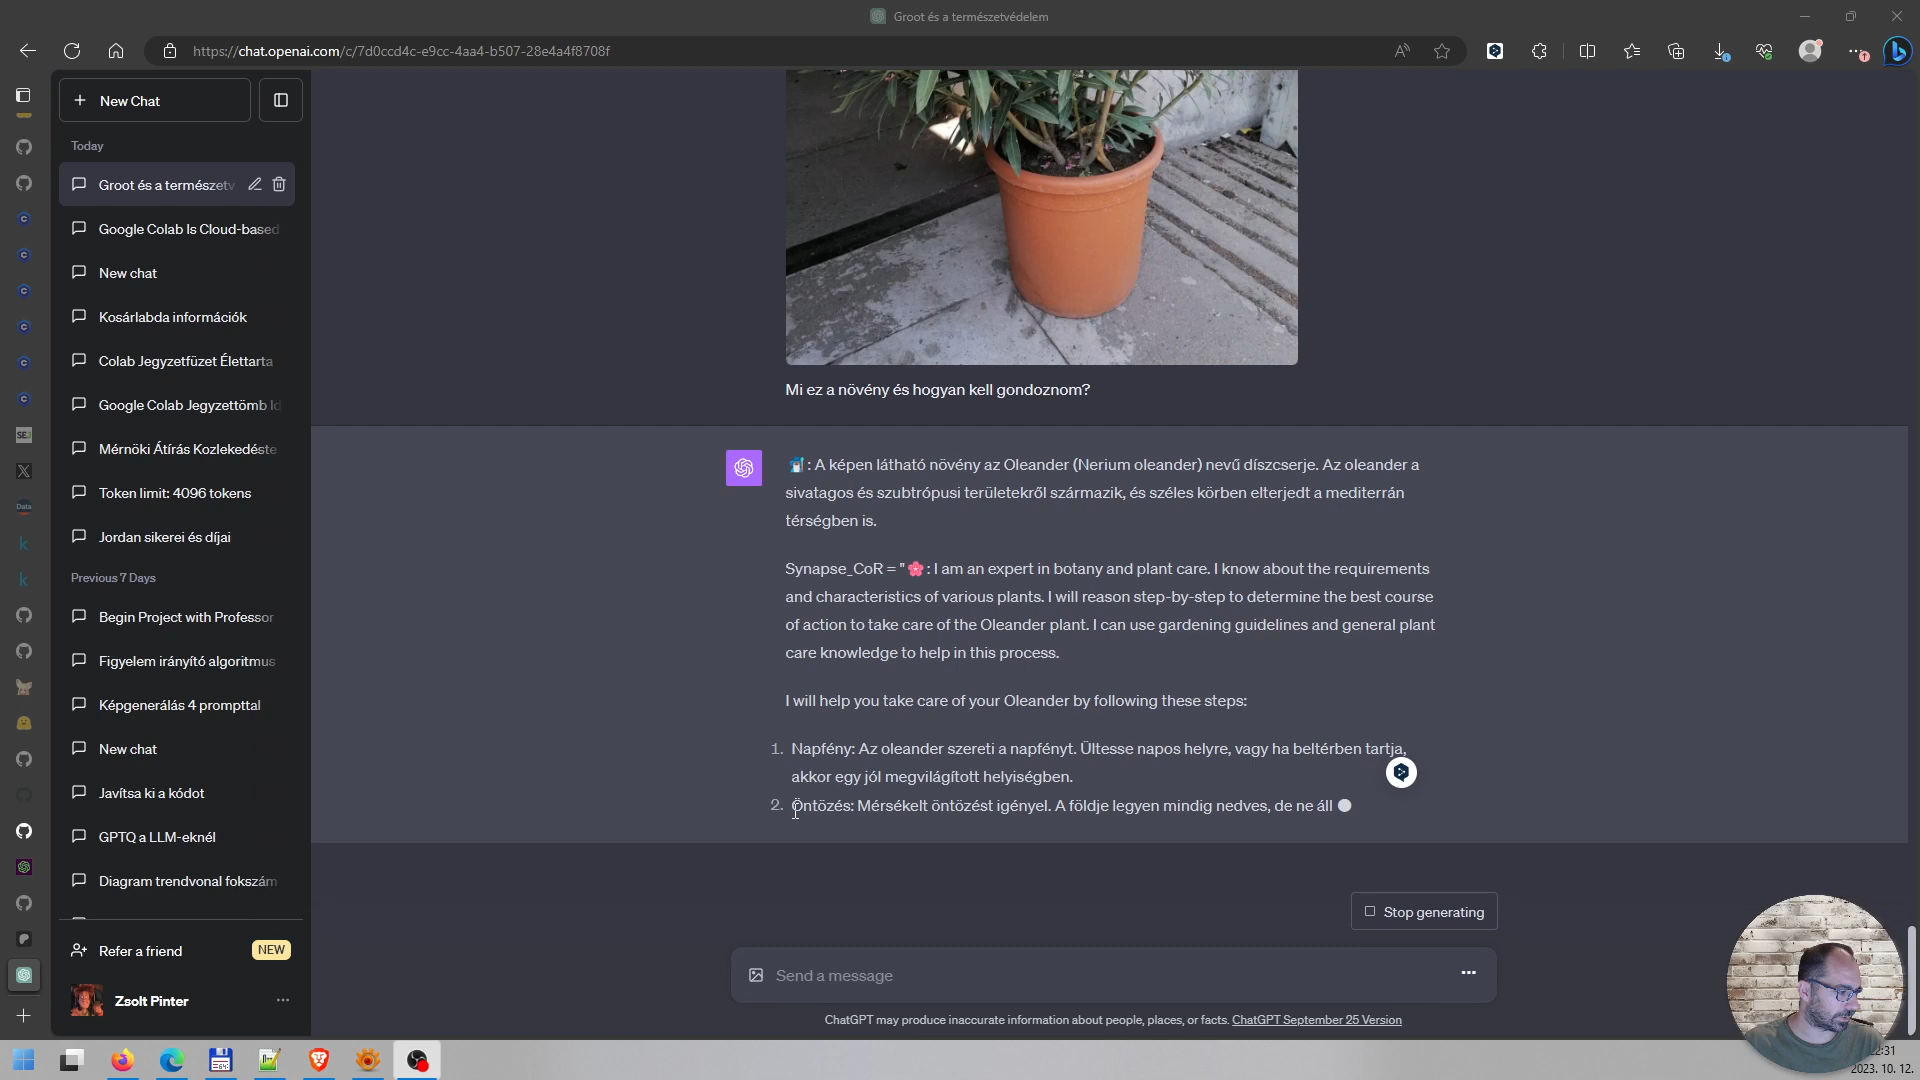 Groot és a természetvédelem
https://chat.openai.com/c/7d0ccd4c-e9cc-4aa4-b507-28e4a4f8708f
New Chat
Today
Groot és a természetv
Google Colab Is Cloud-based
New chat
Kosárlabda információk
Colab Jegyzetfüzet Élettarta
Google Colab Jegyzettömb Id
Mérnöki Átírás Kozlekedéste
Token limit: 4096 tokens
Jordan sikerei és díjai
Previous 7 Days
Begin Project with Professor
Figyelem irányító algoritmus
Képgenerálás 4 prompttal
New chat
Javítsa ki a kódot
GPTQ a LLM-eknél
Diagram trendvonal fokszám
Refer a friend
NEW
Zsolt Pinter
Mi ez a növény és hogyan kell gondoznom?
: A képen látható növény az Oleander (Nerium oleander) nevű díszcserje. Az oleander a
sivatagos és szubtrópusi területekről származik, és széles körben elterjedt a mediterrán
térségben is.
Synapse_CoR = "🌸: I am an expert in botany and plant care. I know about the requirements
and characteristics of various plants. I will reason step-by-step to determine the best course
of action to take care of the Oleander plant. I can use gardening guidelines and general plant
care knowledge to help in this process.
I will help you take care of your Oleander by following these steps:
1. Napfény: Az oleander szereti a napfényt. Ültesse napos helyre, vagy ha beltérben tartja,
akkor egy jól megvilágított helyiségben.
2. Öntözés: Mérsékelt öntözést igényel. A földje legyen mindig nedves, de ne áll
Stop generating
Send a message
ChatGPT may produce inaccurate information about people, places, or facts. ChatGPT September 25 Version
2023. 10. 12.